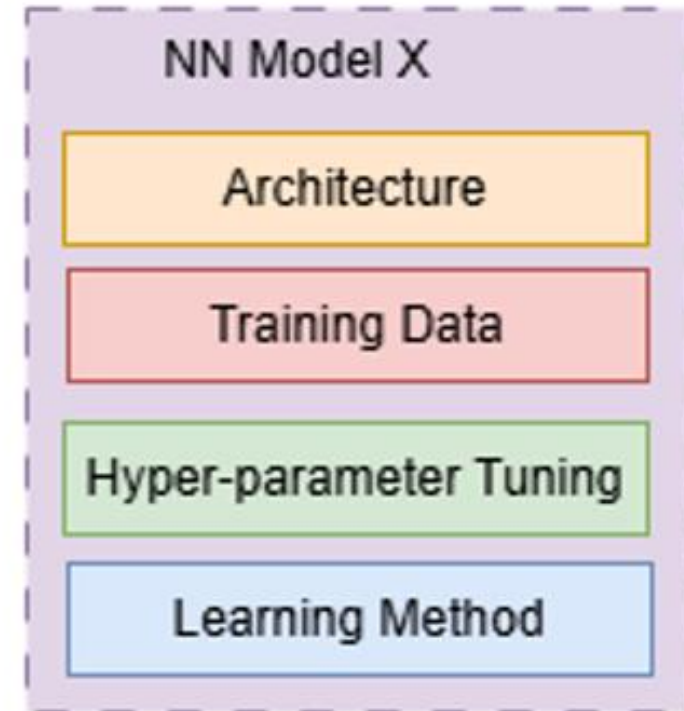 NN Model X
Architecture
Training Data
Hyper-parameter Tuning
Learning Method